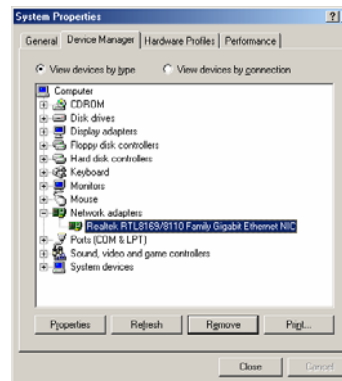 System Properties
General Device Manager Hardware Profiles Performance
View devices by type View devices by connection
Computer
CDROM
Disk drives
Display adapters
Floppy disk controllers
Hard disk controllers
Keyboard
Monitors
Mouse
Network adapters
Realtek RTL8169/8110 Family Gigabit Ethernet NIC
Ports (COM & LPT)
Sound, video and game controllers
System devices
Properties Refresh Remove Print...
Close Cancel